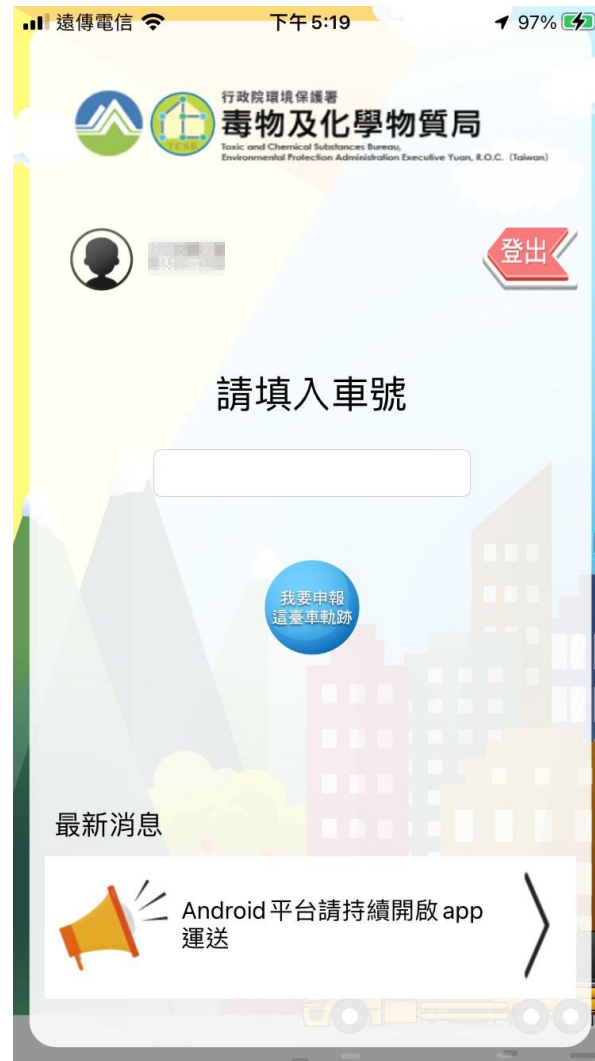 遠傳電信 下午5:19 97%
行政院環境保護署
毒物及化學物質局
Toxic and Chemical Substances Bureau,
Environmental Protection Administration Executive Yuan, R.O.C. (Taiwan)
TCSB
登出
請填入車號
我要申報
這臺車軌跡
最新消息
Android平台請持續開啟app
運送